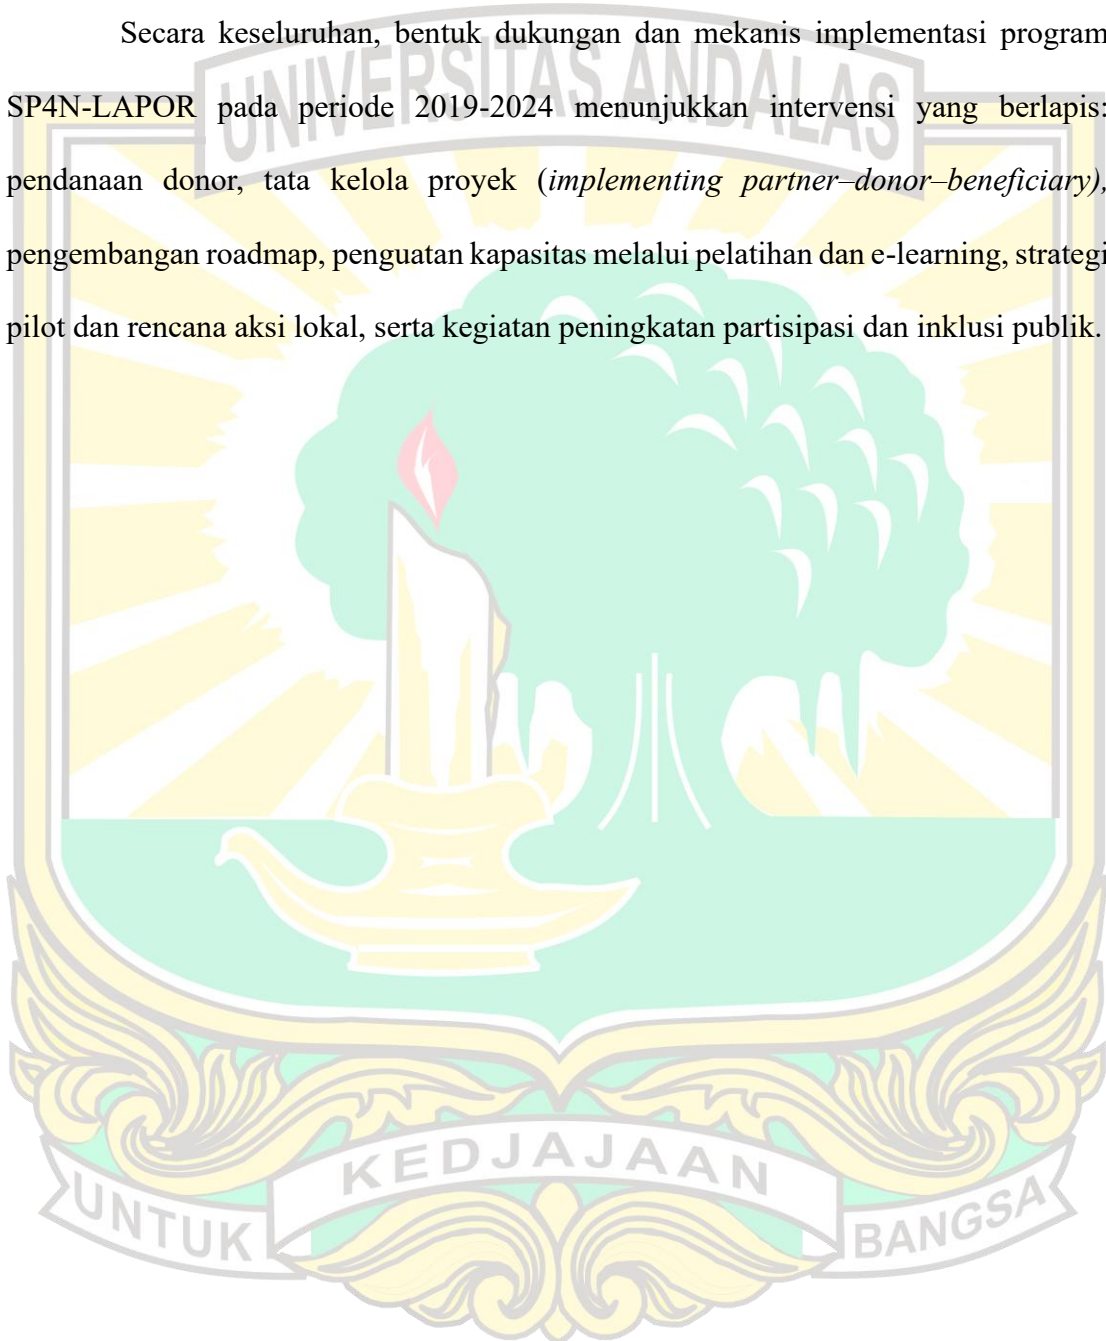 Secara keseluruhan, bentuk dukungan dan mekanis implementasi program
SP4N-LAPOR pada periode 2019-2024 menunjukkan intervensi yang berlapis:
pendanaan donor, tata kelola proyek (implementing partner–donor–beneficiary),
pengembangan roadmap, penguatan kapasitas melalui pelatihan dan e-learning, strategi
pilot dan rencana aksi lokal, serta kegiatan peningkatan partisipasi dan inklusi publik.
UNIVERSITAS ANDALAS
UNTUK KEDJAJAAN BANGSA